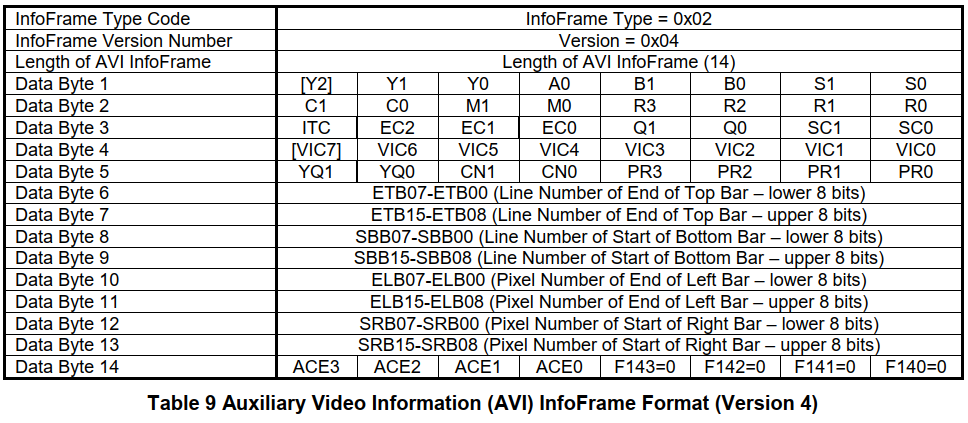 InfoFrame Type Code InfoFrame Type = 0x02
InfoFrame Version Number Version = 0x04
Length of AVI InfoFrame Length of AVI InfoFrame (14)
Data Byte 1 [Y2] Y1 Y0 A0 B1 B0 S1 S0
Data Byte 2 C1 C0 M1 M0 R3 R2 R1 R0
Data Byte 3 ITC EC2 EC1 EC0 Q1 Q0 SC1 SC0
Data Byte 4 [VIC7] VIC6 VIC5 VIC4 VIC3 VIC2 VIC1 VIC0
Data Byte 5 YQ1 YQ0 CN1 CN0 PR3 PR2 PR1 PR0
Data Byte 6 ETB07-ETB00 (Line Number of End of Top Bar – lower 8 bits)
Data Byte 7 ETB15-ETB08 (Line Number of End of Top Bar – upper 8 bits)
Data Byte 8 SBB07-SBB00 (Line Number of Start of Bottom Bar – lower 8 bits)
Data Byte 9 SBB15-SBB08 (Line Number of Start of Bottom Bar – upper 8 bits)
Data Byte 10 ELB07-ELB00 (Pixel Number of End of Left Bar – lower 8 bits)
Data Byte 11 ELB15-ELB08 (Pixel Number of End of Left Bar – upper 8 bits)
Data Byte 12 SRB07-SRB00 (Pixel Number of Start of Right Bar – lower 8 bits)
Data Byte 13 SRB15-SRB08 (Pixel Number of Start of Right Bar – upper 8 bits)
Data Byte 14 ACE3 ACE2 ACE1 ACE0 F143=0 F142=0 F141=0 F140=0
Table 9 Auxiliary Video Information (AVI) InfoFrame Format (Version 4)